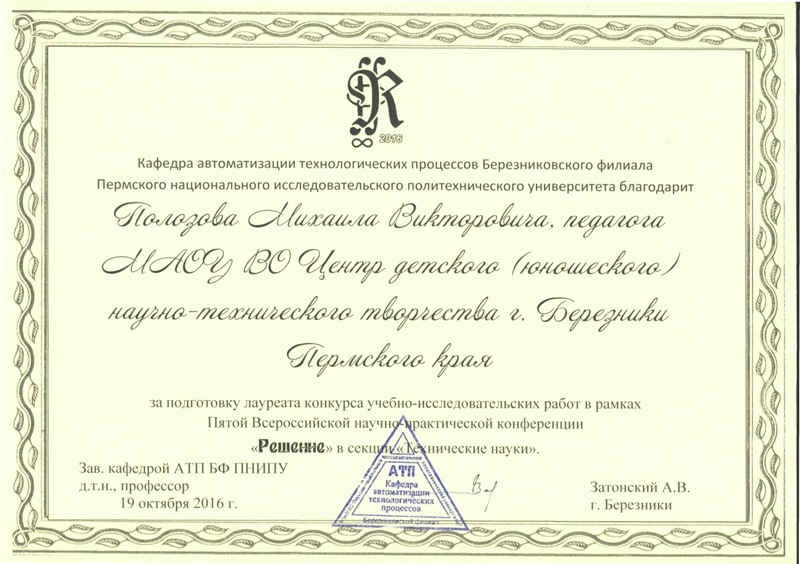 R
2016
Кафедра автоматизации технологических процессов Березниковского филиала
Пермского национального исследовательского политехнического университета благодарит
Полозова Михаила Викторовича, педагога
МАОУ ВО Центр детского (юношеского)
научно-технического творчества г. Березники
Пермского края
за подготовку лауреата конкурса учебно-исследовательских работ в рамках
Пятой Всероссийской научно-практической конференции
«Решение» в секции «Технические науки».
Зав. кафедрой АТП БФ ПНИПУ
д.т.н., профессор
19 октября 2016 г.
АТП
Кафедра
автоматизации
технологических
процессов
Березниковский филиал
Затонский А.В.
г. Березники